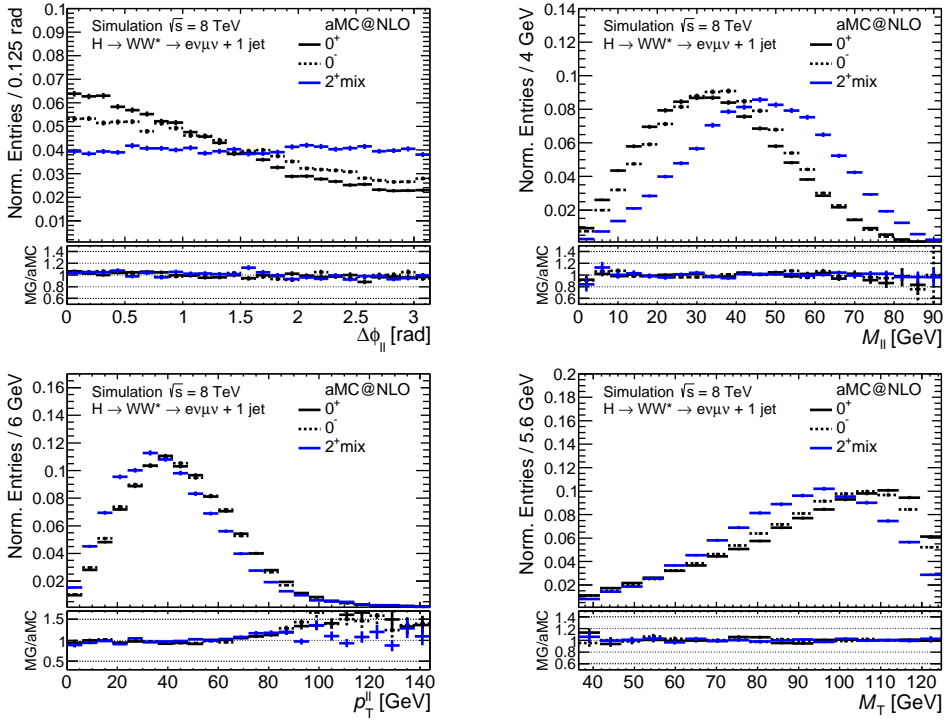 Norm. Entries / 0.125 rad
Simulation √s = 8 TeV
H → WW* → eνμν + 1 jet
aMC@NLO
0⁺
0⁻
2⁺mix
0.1
0.09
0.08
0.07
0.06
0.05
0.04
0.03
0.02
0.01
MG/aMC
1.4
1.2
1
0.8
0.6
0 0.5 1 1.5 2 2.5 3
Δϕ_ll [rad]
Norm. Entries / 4 GeV
Simulation √s = 8 TeV
H → WW* → eνμν + 1 jet
aMC@NLO
0⁺
0⁻
2⁺mix
0.14
0.12
0.1
0.08
0.06
0.04
0.02
MG/aMC
1.4
1.2
1
0.8
0.6
0 10 20 30 40 50 60 70 80 90
M_ll [GeV]
Norm. Entries / 6 GeV
Simulation √s = 8 TeV
H → WW* → eνμν + 1 jet
aMC@NLO
0⁺
0⁻
2⁺mix
0.16
0.14
0.12
0.1
0.08
0.06
0.04
0.02
MG/aMC
1.5
1
0.5
0 20 40 60 80 100 120 140
p_T^ll [GeV]
Norm. Entries / 5.6 GeV
Simulation √s = 8 TeV
H → WW* → eνμν + 1 jet
aMC@NLO
0⁺
0⁻
2⁺mix
0.2
0.18
0.16
0.14
0.12
0.1
0.08
0.06
0.04
0.02
MG/aMC
1.4
1.2
1
0.8
0.6
40 50 60 70 80 90 100 110 120
M_T [GeV]